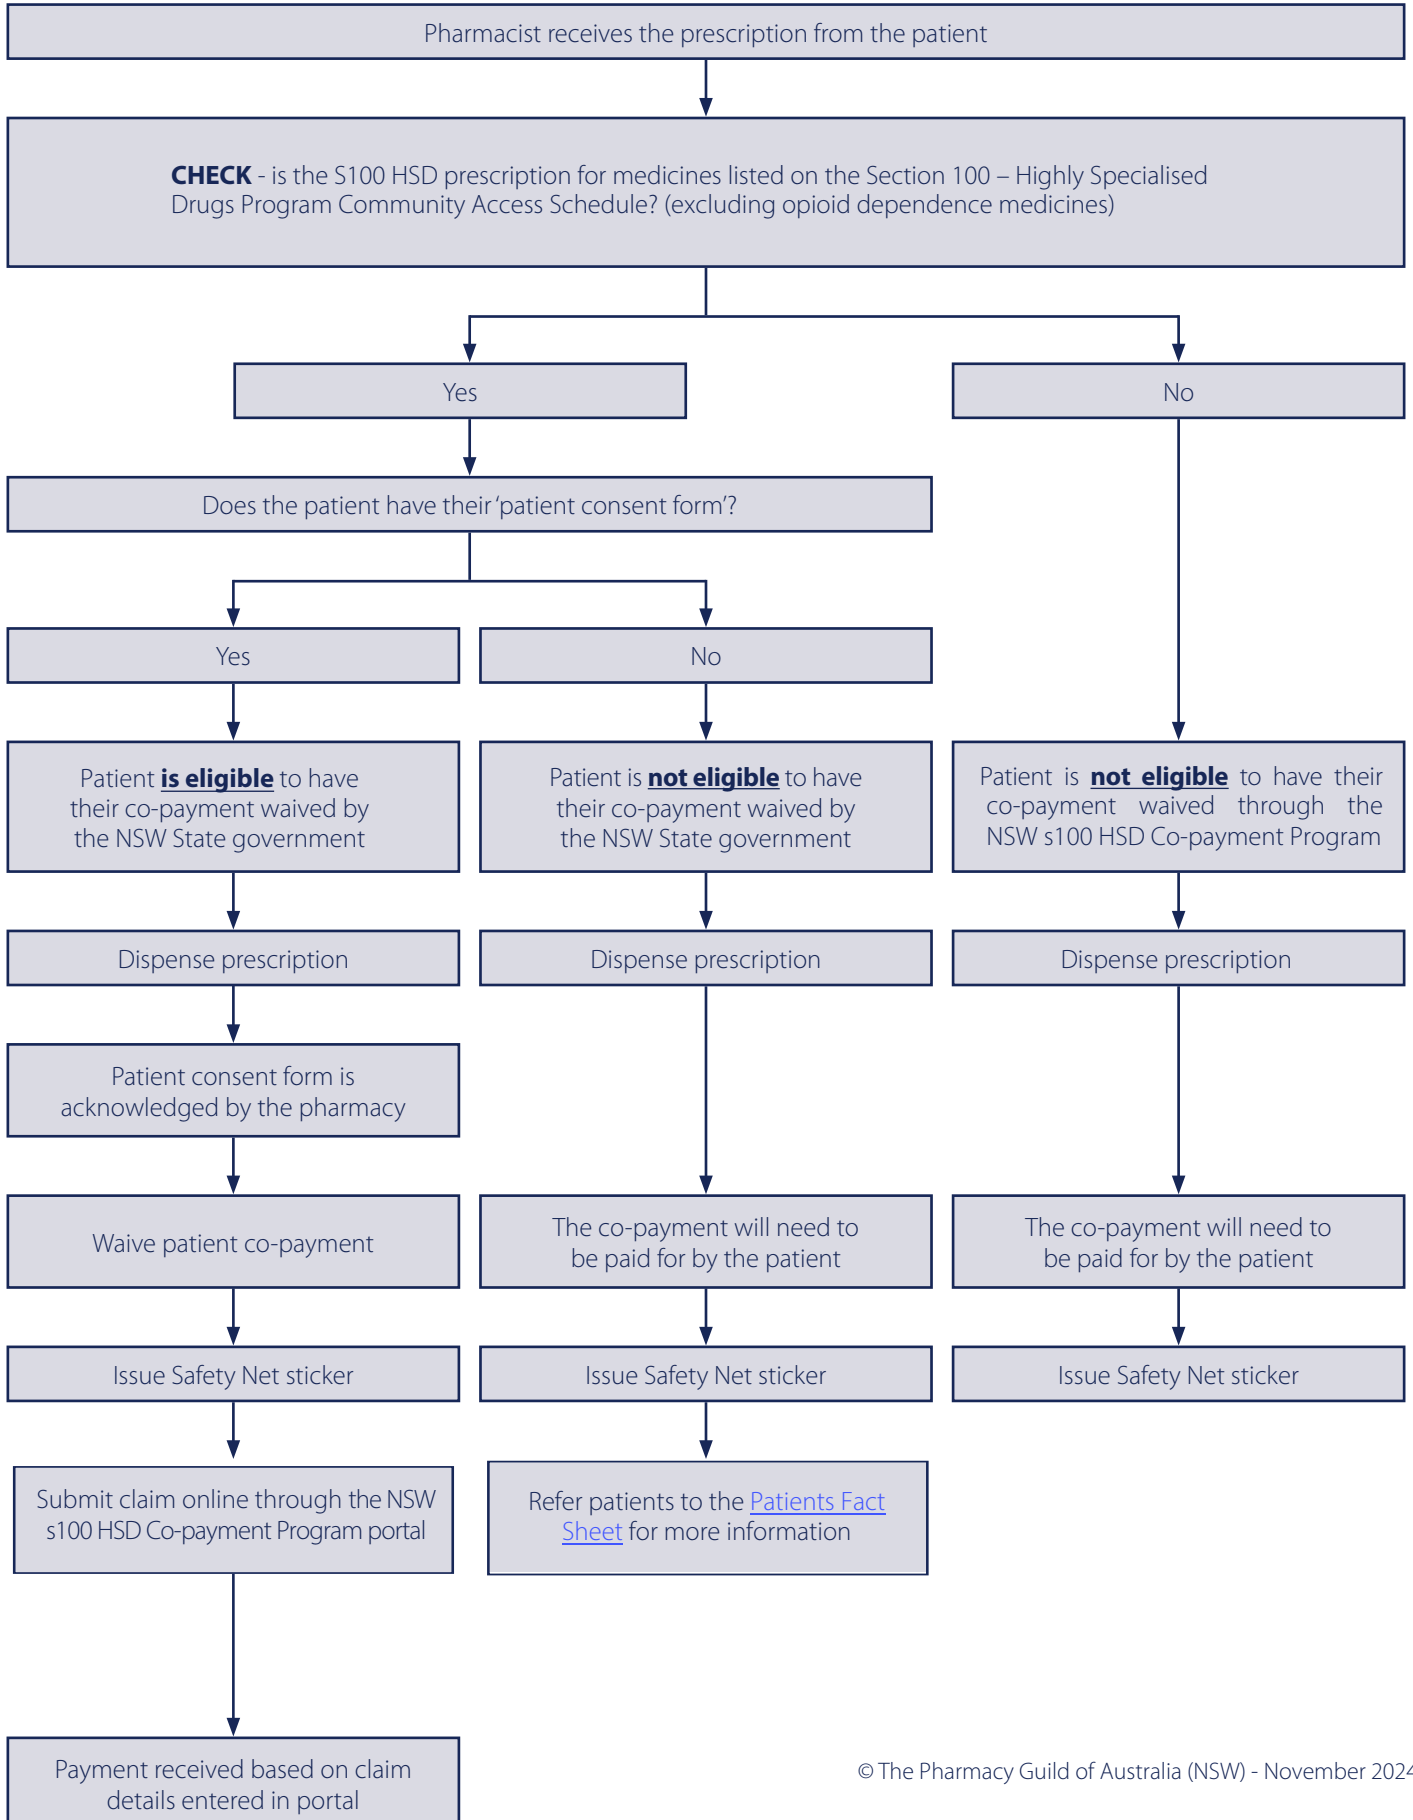 Pharmacist receives the prescription from the patient
CHECK - is the S100 HSD prescription for medicines listed on the Section 100 – Highly Specialised
Drugs Program Community Access Schedule? (excluding opioid dependence medicines)
Yes
No
Does the patient have their ‘patient consent form’?
Yes
No
Patient is eligible to have
their co-payment waived by
the NSW State government
Patient is not eligible to have
their co-payment waived by
the NSW State government
Patient is not eligible to have their
co-payment waived through the
NSW s100 HSD Co-payment Program
Dispense prescription
Dispense prescription
Dispense prescription
Patient consent form is
acknowledged by the pharmacy
Waive patient co-payment
The co-payment will need to
be paid for by the patient
The co-payment will need to
be paid for by the patient
Issue Safety Net sticker
Issue Safety Net sticker
Issue Safety Net sticker
Submit claim online through the NSW
s100 HSD Co-payment Program portal
Refer patients to the Patients Fact
Sheet for more information
Payment received based on claim
details entered in portal
© The Pharmacy Guild of Australia (NSW) - November 2024